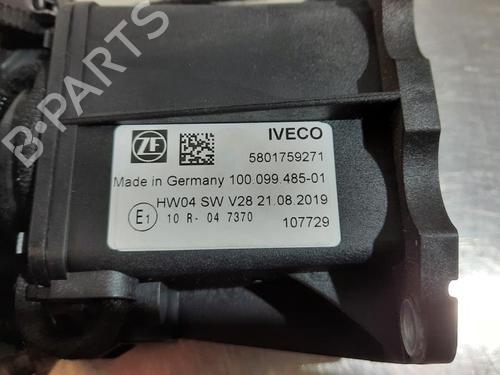 B-PARTS
ZF
IVECO
5801759271
Made in Germany 100.099.485-01
HW04 SW V28 21.08.2019
E1 10 R- 04 7370
107729